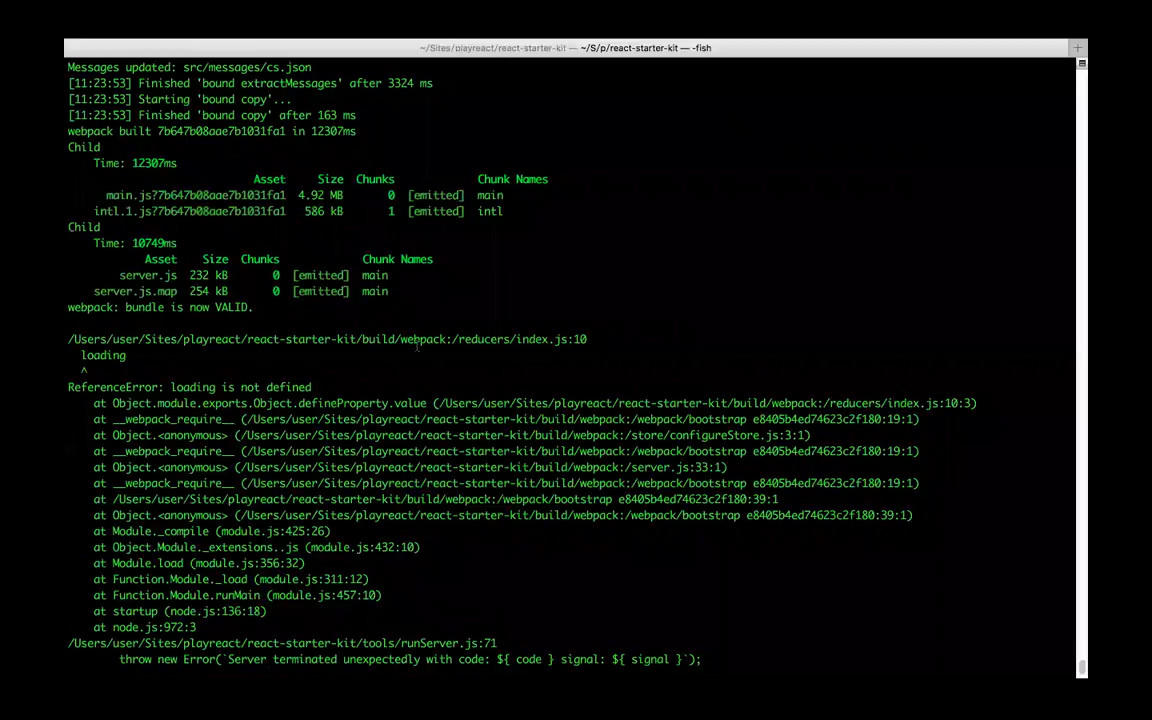 ~/Sites/playreact/react-starter-kit — ~/S/p/react-starter-kit — -fish
Messages updated: src/messages/cs.json
[11:23:53] Finished 'bound extractMessages' after 3324 ms
[11:23:53] Starting 'bound copy'...
[11:23:53] Finished 'bound copy' after 163 ms
webpack built 7b647b08aae7b1031fa1 in 12307ms
Child
Time: 12307ms
Asset Size Chunks Chunk Names
main.js?7b647b08aae7b1031fa1 4.92 MB 0 [emitted] main
intl.1.js?7b647b08aae7b1031fa1 586 kB 1 [emitted] intl
Child
Time: 10749ms
Asset Size Chunks Chunk Names
server.js 232 kB 0 [emitted] main
server.js.map 254 kB 0 [emitted] main
webpack: bundle is now VALID.
/Users/user/Sites/playreact/react-starter-kit/build/webpack:/reducers/index.js:10
loading
^
ReferenceError: loading is not defined
at Object.module.exports.Object.defineProperty.value (/Users/user/Sites/playreact/react-starter-kit/build/webpack:/reducers/index.js:10:3)
at __webpack_require__ (/Users/user/Sites/playreact/react-starter-kit/build/webpack:/webpack/bootstrap e8405b4ed74623c2f180:19:1)
at Object.<anonymous> (/Users/user/Sites/playreact/react-starter-kit/build/webpack:/store/configureStore.js:3:1)
at __webpack_require__ (/Users/user/Sites/playreact/react-starter-kit/build/webpack:/webpack/bootstrap e8405b4ed74623c2f180:19:1)
at Object.<anonymous> (/Users/user/Sites/playreact/react-starter-kit/build/webpack:/server.js:33:1)
at __webpack_require__ (/Users/user/Sites/playreact/react-starter-kit/build/webpack:/webpack/bootstrap e8405b4ed74623c2f180:19:1)
at /Users/user/Sites/playreact/react-starter-kit/build/webpack:/webpack/bootstrap e8405b4ed74623c2f180:39:1
at Object.<anonymous> (/Users/user/Sites/playreact/react-starter-kit/build/webpack:/webpack/bootstrap e8405b4ed74623c2f180:39:1)
at Module._compile (module.js:425:26)
at Object.Module._extensions..js (module.js:432:10)
at Module.load (module.js:356:32)
at Function.Module._load (module.js:311:12)
at Function.Module.runMain (module.js:457:10)
at startup (node.js:136:18)
at node.js:972:3
/Users/user/Sites/playreact/react-starter-kit/tools/runServer.js:71
throw new Error(`Server terminated unexpectedly with code: ${ code } signal: ${ signal }`);